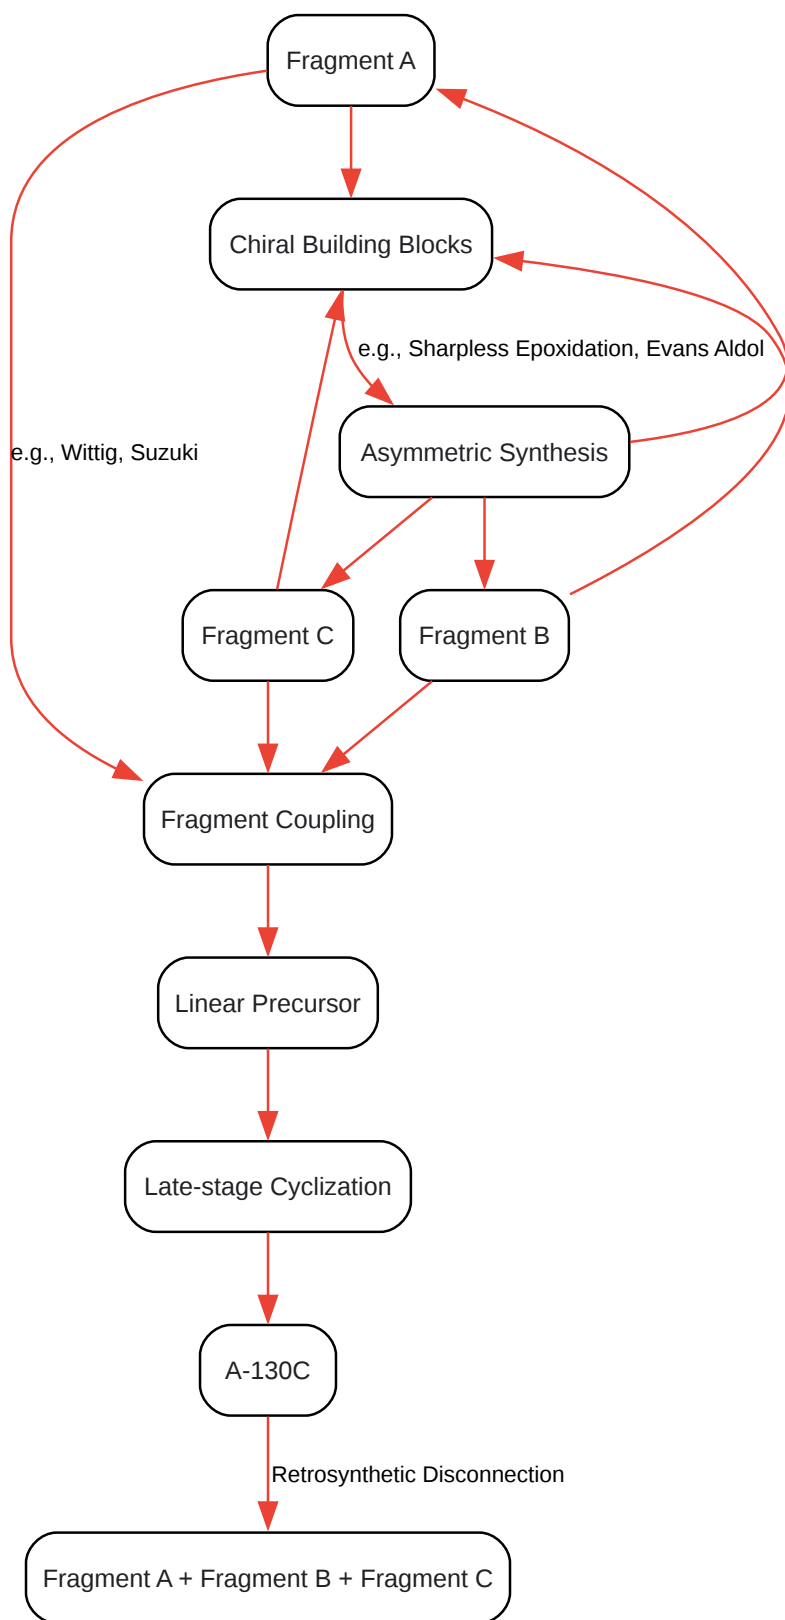 Fragment A
Chiral Building Blocks
e.g., Sharpless Epoxidation, Evans Aldol
e.g., Wittig, Suzuki
Asymmetric Synthesis
Fragment C
Fragment B
Fragment Coupling
Linear Precursor
Late-stage Cyclization
A-130C
Retrosynthetic Disconnection
Fragment A + Fragment B + Fragment C